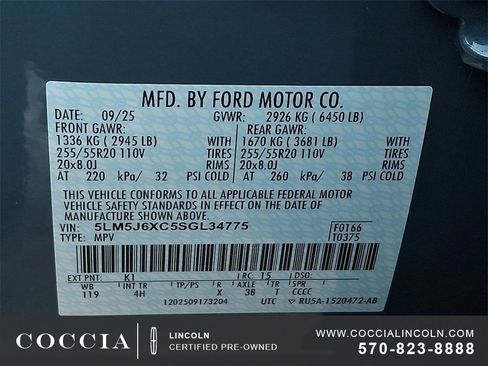 MFD. BY FORD MOTOR CO.
DATE: 09/25 GVWR: 2926 KG ( 6450 LB)
FRONT GAWR: REAR GAWR:
1336 KG ( 2945 LB) 1670 KG ( 3681 LB)
255/55R20 110V TIRES 255/55R20 110V TIRES
20x8.0J RIMS 20x8.0J RIMS
AT 220 kPa/ 32 PSI COLD AT 260 kPa/ 38 PSI COLD
THIS VEHICLE CONFORMS TO ALL APPLICABLE FEDERAL MOTOR
VEHICLE SAFETY STANDARDS IN EFFECT ON THE DATE OF
MANUFACTURE SHOWN ABOVE.
VIN: 5LM5J6XC5SGL34775 F0166
TYPE: MPV T0375
EXT PNT: K1 RC: T5
WB INT TR TP/PS R AXLE TR SPR
119 4H X 3B T CCCC
1202509173204 UTC RU5A-1520472-AB
COCCIA LINCOLN CERTIFIED PRE-OWNED
WWW.COCCIALINCOLN.COM
570-823-8888